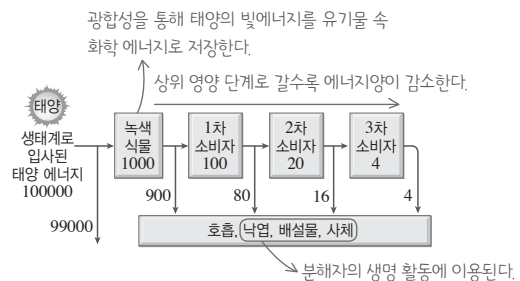 광합성을 통해 태양의 빛에너지를 유기물 속
화학 에너지로 저장한다.
상위 영양 단계로 갈수록 에너지양이 감소한다.
태양
생태계로
입사된
태양 에너지
100000
녹색
식물
1000
1차
소비자
100
2차
소비자
20
3차
소비자
4
99000
900
80
16
4
호흡, 낙엽, 배설물, 사체
분해자의 생명 활동에 이용된다.